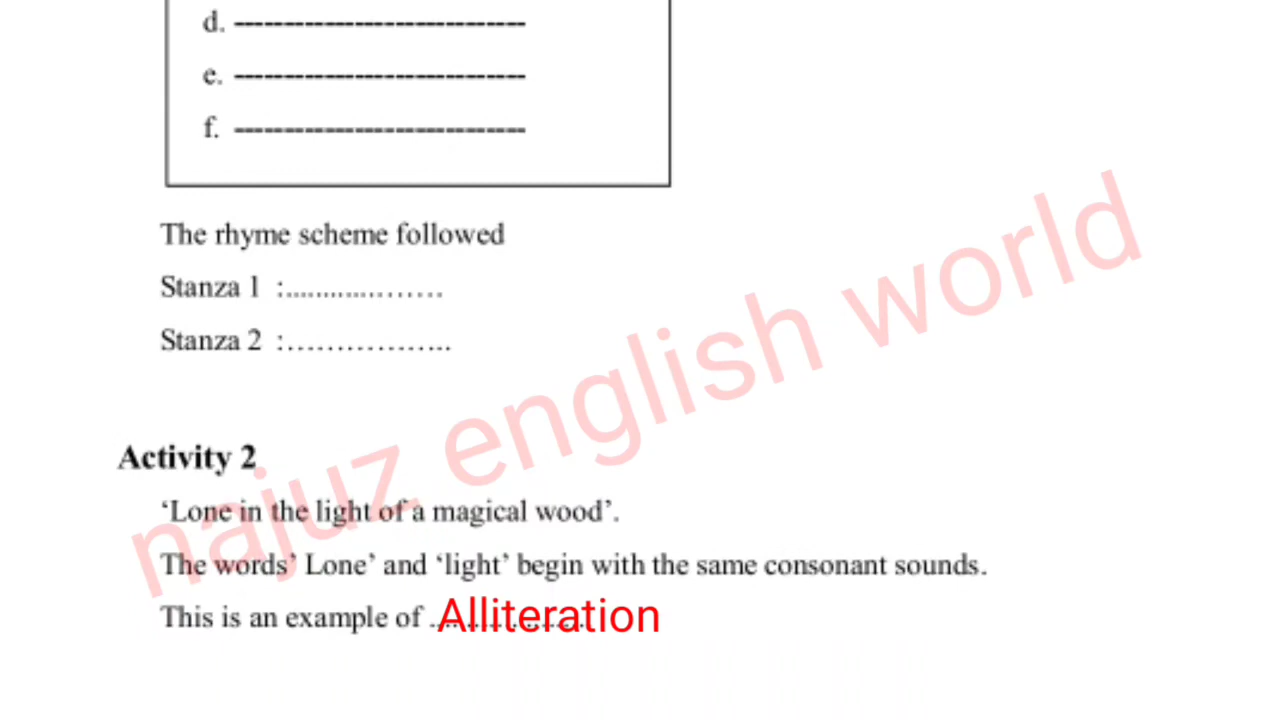 d. -----------------------------
e. -----------------------------
f. -----------------------------
The rhyme scheme followed
Stanza 1 :...................
Stanza 2 :...................
Activity 2
‘Lone in the light of a magical wood’.
The words’ Lone’ and ‘light’ begin with the same consonant sounds.
This is an example of .Alliteration
najuz english world